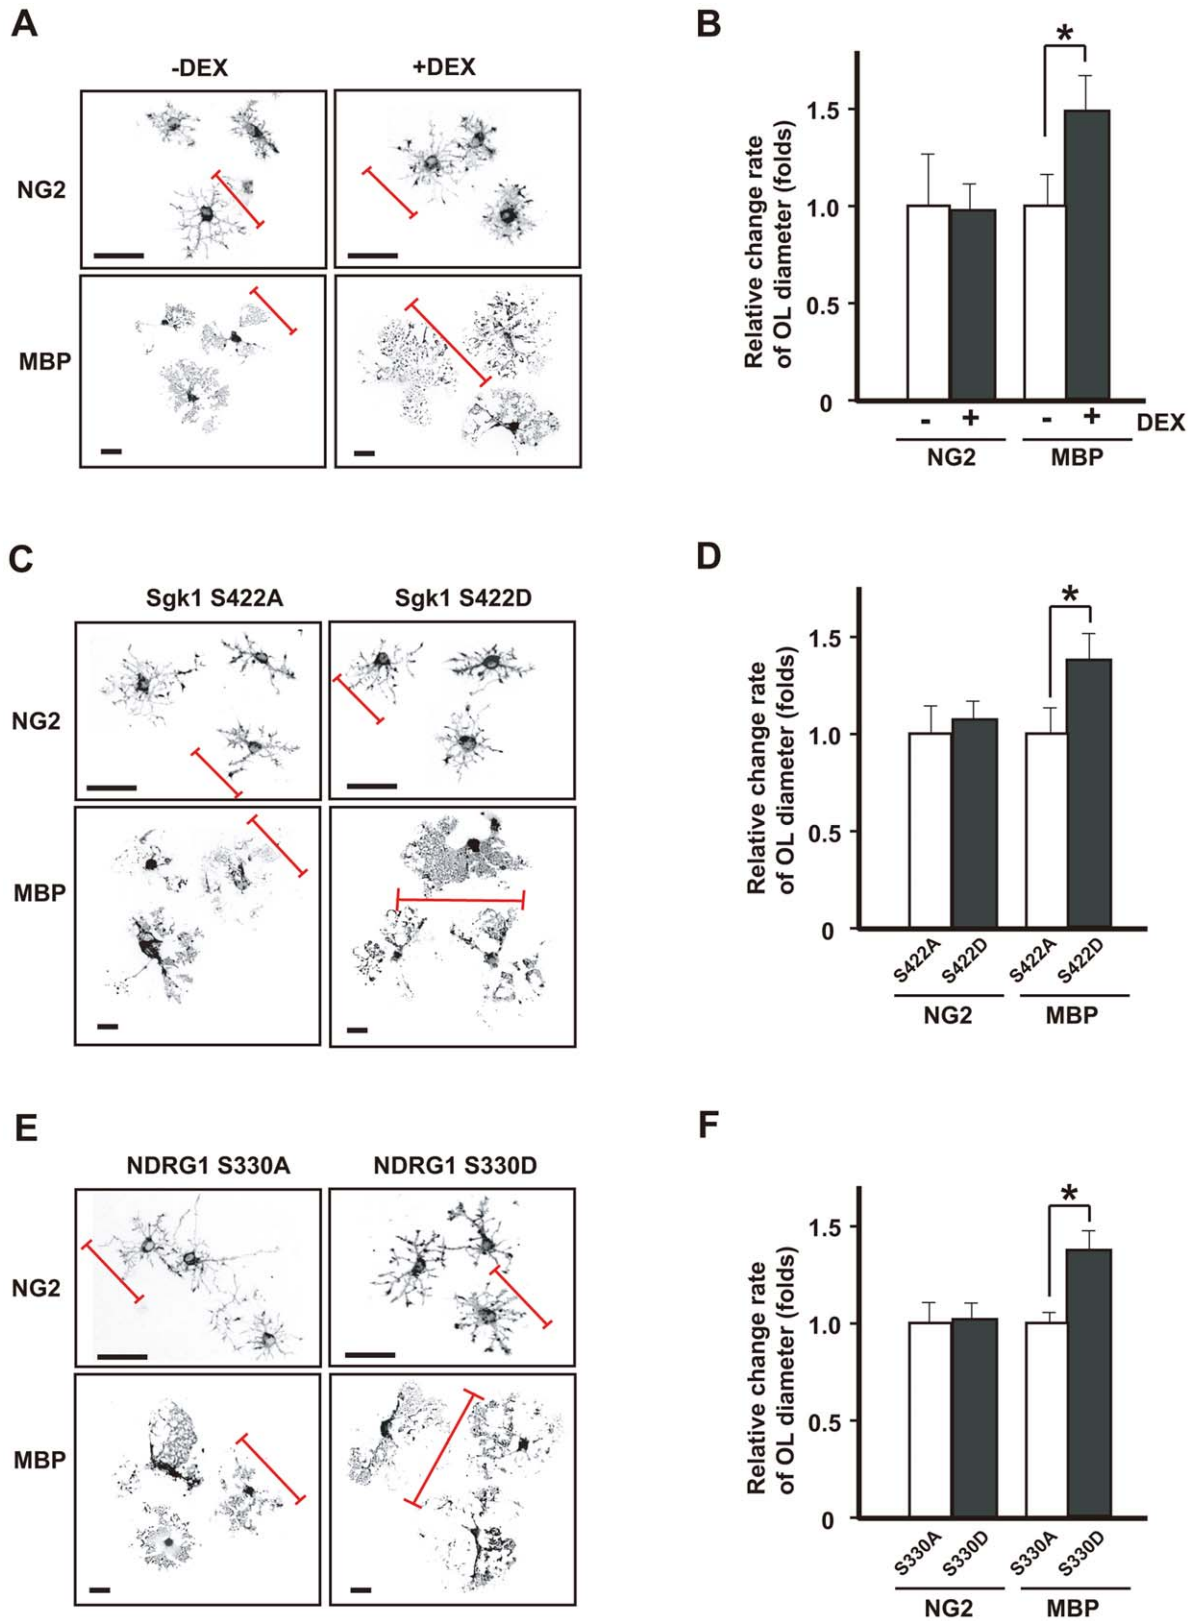 A
-DEX
+DEX
NG2
MBP
B
*
1.5
1.0
0.5
0
Relative change rate
of OL diameter (folds)
- + - + DEX
NG2 MBP
C
Sgk1 S422A
Sgk1 S422D
NG2
MBP
D
*
1.5
1.0
0.5
0
Relative change rate
of OL diameter (folds)
S422A S422D S422A S422D
NG2 MBP
E
NDRG1 S330A
NDRG1 S330D
NG2
MBP
F
*
1.5
1.0
0.5
0
Relative change rate
of OL diameter (folds)
S330A S330D S330A S330D
NG2 MBP